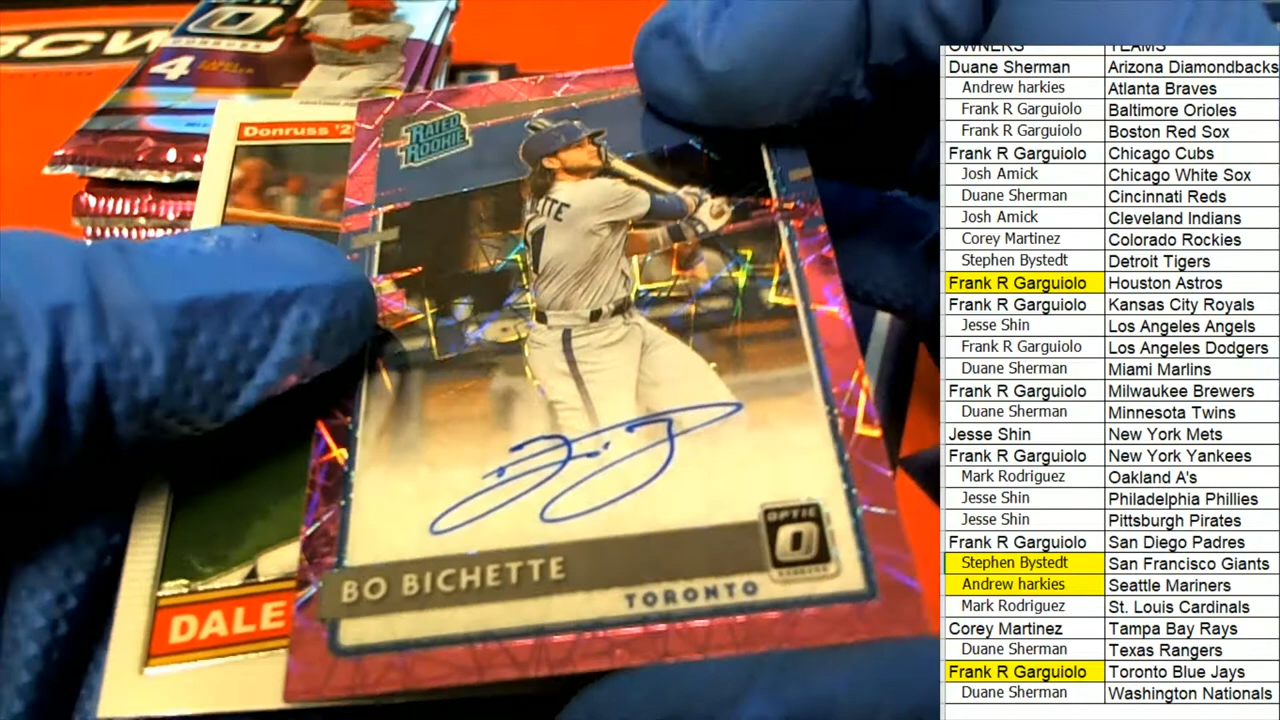 BCW
O
DONRUSS
4
Donruss '2
RATED
ROOKIE
OPTIC
O
DONRUSS
BO BICHETTE
TORONTO
DALE
OWNERS TEAMS
Duane Sherman Arizona Diamondbacks
Andrew harkies Atlanta Braves
Frank R Garguiolo Baltimore Orioles
Frank R Garguiolo Boston Red Sox
Frank R Garguiolo Chicago Cubs
Josh Amick Chicago White Sox
Duane Sherman Cincinnati Reds
Josh Amick Cleveland Indians
Corey Martinez Colorado Rockies
Stephen Bystedt Detroit Tigers
Frank R Garguiolo Houston Astros
Frank R Garguiolo Kansas City Royals
Jesse Shin Los Angeles Angels
Frank R Garguiolo Los Angeles Dodgers
Duane Sherman Miami Marlins
Frank R Garguiolo Milwaukee Brewers
Duane Sherman Minnesota Twins
Jesse Shin New York Mets
Frank R Garguiolo New York Yankees
Mark Rodriguez Oakland A's
Jesse Shin Philadelphia Phillies
Jesse Shin Pittsburgh Pirates
Frank R Garguiolo San Diego Padres
Stephen Bystedt San Francisco Giants
Andrew harkies Seattle Mariners
Mark Rodriguez St. Louis Cardinals
Corey Martinez Tampa Bay Rays
Duane Sherman Texas Rangers
Frank R Garguiolo Toronto Blue Jays
Duane Sherman Washington Nationals